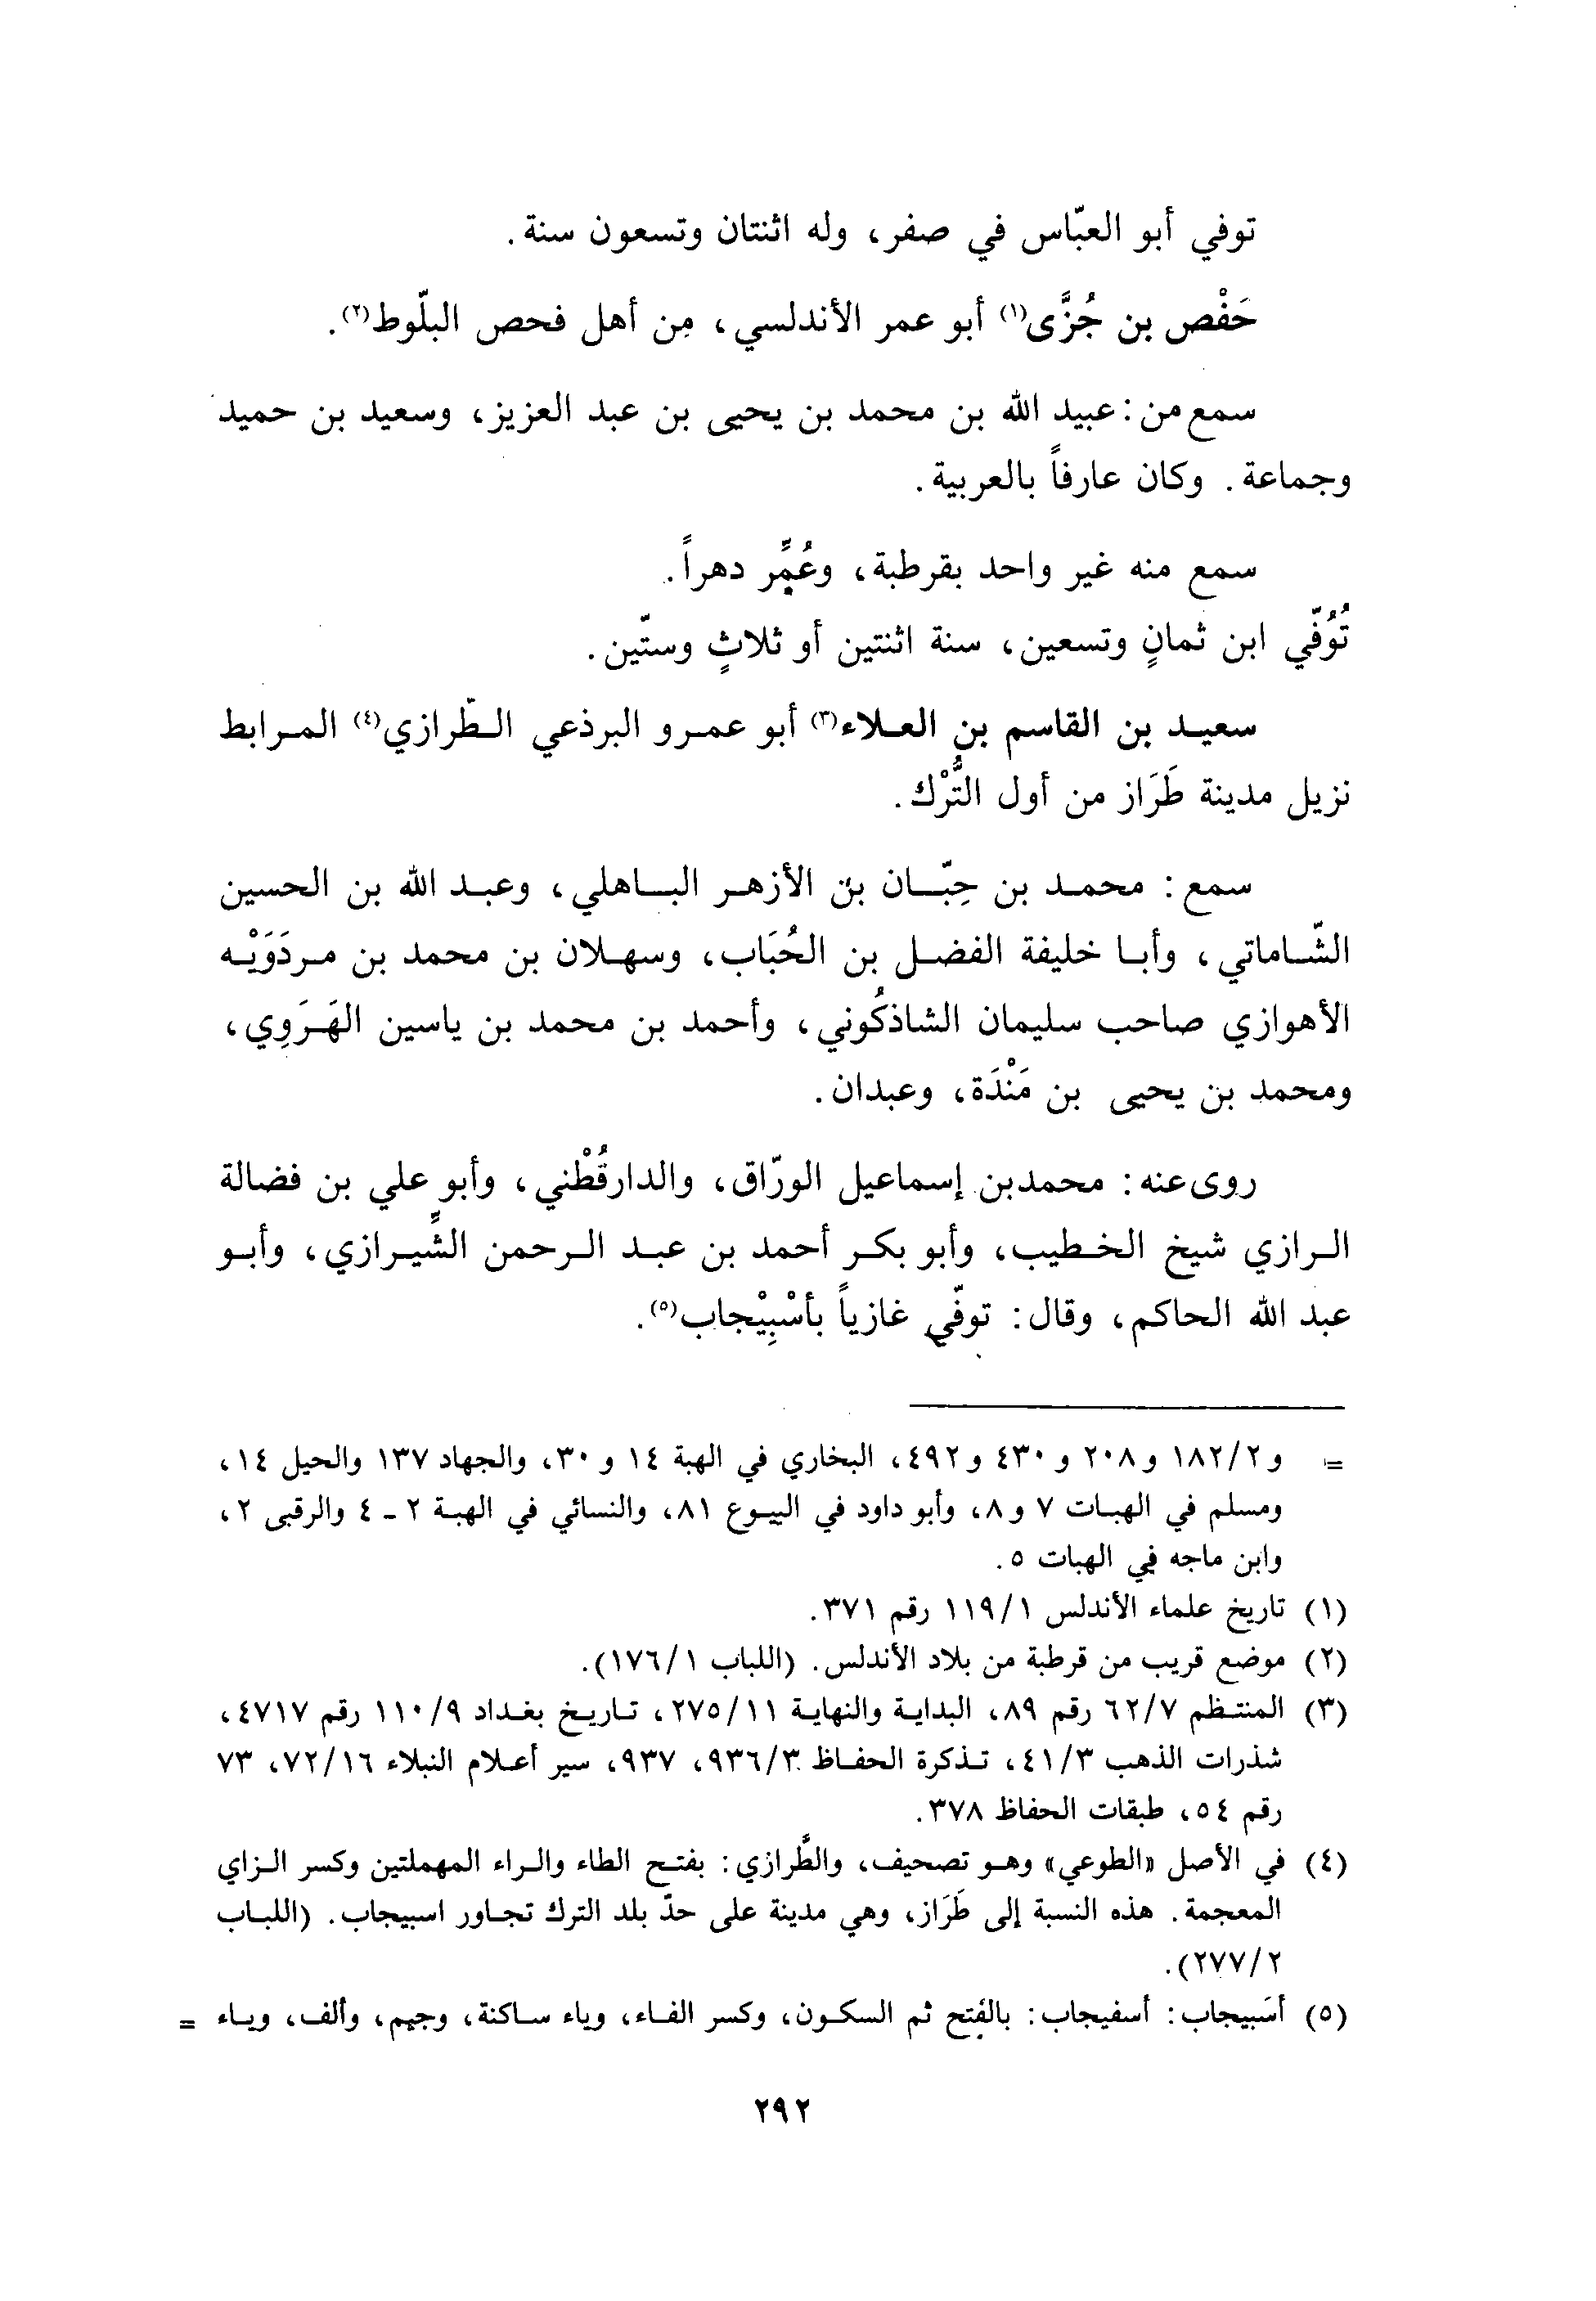 توفي أبو العبّاس في صفر، وله اثنتان وتسعون سنة.
حَفْص بن جُزَّى(١) أبو عمر الأندلسي، مِن أهل فحص البلّوط(٢).
سمع من: عبيد الله بن محمد بن يحيى بن عبد العزيز، وسعيد بن حميد
وجماعة. وكان عارفاً بالعربية.
سمع منه غير واحد بقرطبة، وعُمِّر دهراً.
تُوُفّي ابن ثمانٍ وتسعين، سنة اثنتين أو ثلاثٍ وستّين.
سعيد بن القاسم بن العلاء(٣) أبو عمرو البرذعي الطّرازي(٤) المرابط
نزيل مدينة طَرَاز من أول التُّرْك.
سمع: محمد بن حِبّان بن الأزهر الباهلي، وعبد الله بن الحسين
الشّاماتي، وأبا خليفة الفضل بن الحُبَاب، وسهلان بن محمد بن مردَوَيْه
الأهوازي صاحب سليمان الشاذكُوني، وأحمد بن محمد بن ياسين الهَرَوِي،
ومحمد بن يحيى بن مَنْدَة، وعبدان.
روى عنه: محمد بن إسماعيل الورّاق، والدارقُطْني، وأبو علي بن فضالة
الرازي شيخ الخطيب، وأبو بكر أحمد بن عبد الرحمن الشِّيرازي، وأبو
عبد الله الحاكم، وقال: توفّي غازياً بأسْبِيْجاب(٥).
= و٢/ ١٨٢ و٢٠٨ و ٤٣٠ و٤٩٢، البخاري في الهبة ١٤ و ٣٠، والجهاد ١٣٧ والحيل ١٤،
ومسلم في الهبات ٧ و٨، وأبو داود في البيوع ٨١، والنسائي في الهبة ٢ - ٤ والرقبى ٢،
وابن ماجه في الهبات ٥.
(١) تاريخ علماء الأندلس ١/ ١١٩ رقم ٣٧١.
(٢) موضع قريب من قرطبة من بلاد الأندلس. (اللباب ١/ ١٧٦).
(٣) المنتظم ٧/ ٦٢ رقم ٨٩، البداية والنهاية ١١/ ٢٧٥، تاريخ بغداد ٩/ ١١٠ رقم ٤٧١٧،
شذرات الذهب ٣/ ٤١، تذكرة الحفاظ ٣/ ٩٣٦، ٩٣٧، سير أعلام النبلاء ١٦/ ٧٢، ٧٣
رقم ٥٤، طبقات الحفاظ ٣٧٨.
(٤) في الأصل «الطوعي» وهو تصحيف، والطَّرازي: بفتح الطاء والراء المهملتين وكسر الزاي
المعجمة. هذه النسبة إلى طَرَاز، وهي مدينة على حدّ بلد الترك تجاور اسبيجاب. (اللباب
٢/ ٢٧٧).
(٥) أسَبيجاب: أسفيجاب: بالفتح ثم السكون، وكسر الفاء، وياء ساكنة، وجيم، وألف، وياء =
٢٩٢